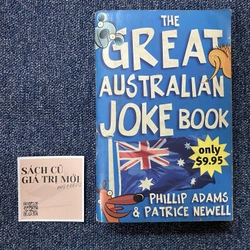 THE
GREAT
AUSTRALIAN
JOKE BOOK
only
$9.95
PHILLIP ADAMS
& PATRICE NEWELL
SÁCH CŨ
GIÁ TRỊ MỚI